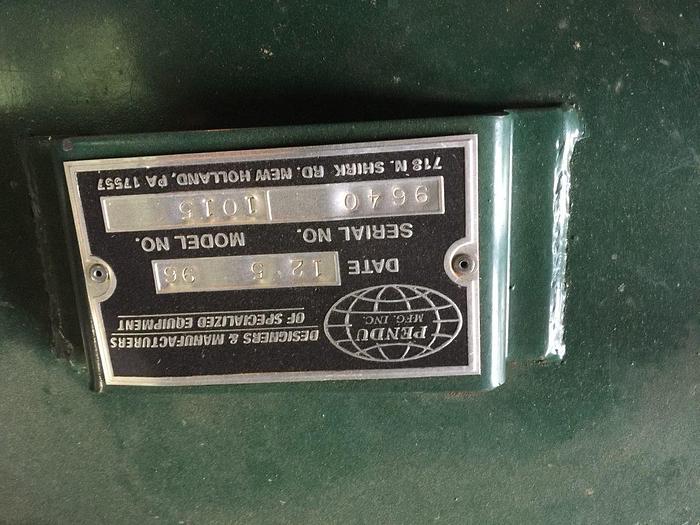 PENDU
MFG. INC.
DESIGNERS & MANUFACTURERS
OF SPECIALIZED EQUIPMENT
DATE 12 5 96
SERIAL NO. MODEL NO.
9640 1015
718 N. SHIRK RD. NEW HOLLAND, PA 17557